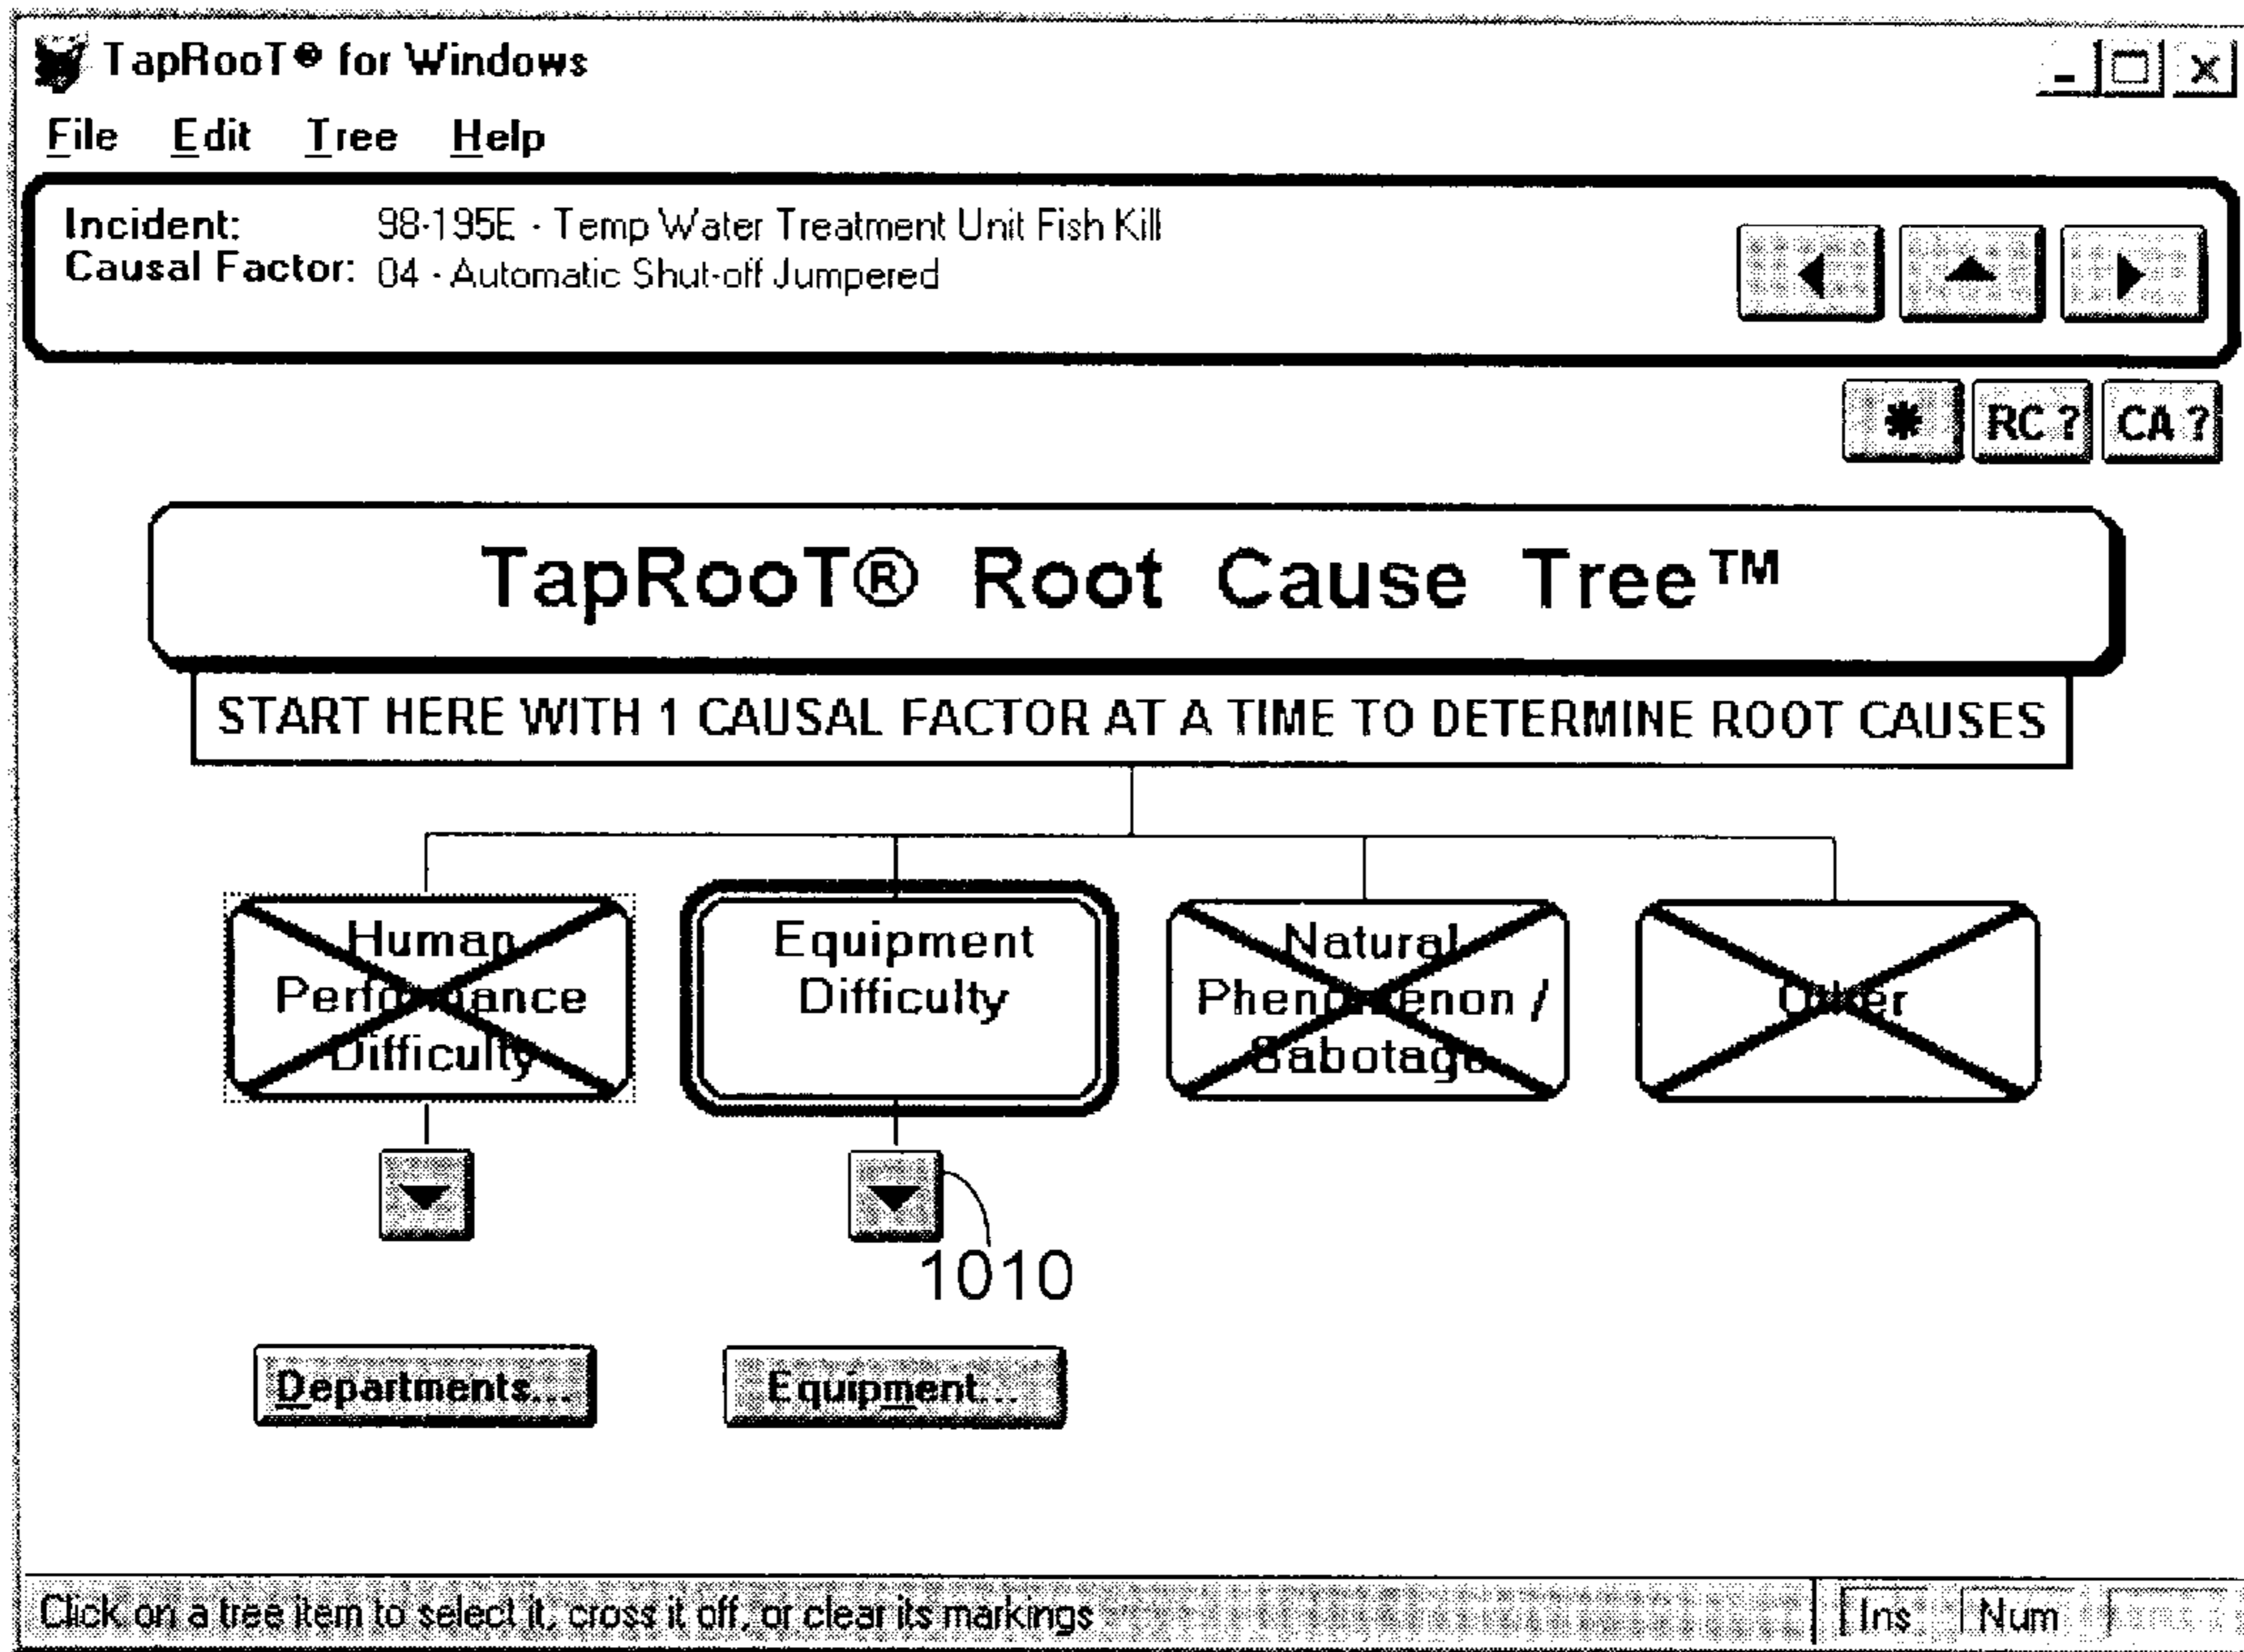 TapRooT® for Windows
File Edit Tree Help
Incident: 98-195E - Temp Water Treatment Unit Fish Kill
Causal Factor: 04 - Automatic Shut-off Jumpered
* RC ? CA ?
TapRooT® Root Cause Tree™
START HERE WITH 1 CAUSAL FACTOR AT A TIME TO DETERMINE ROOT CAUSES
Human
Performance
Difficulty
Equipment
Difficulty
Natural
Phenomenon /
Sabotage
Other
1010
Departments...
Equipment...
Click on a tree item to select it, cross it off, or clear its markings
Ins Num